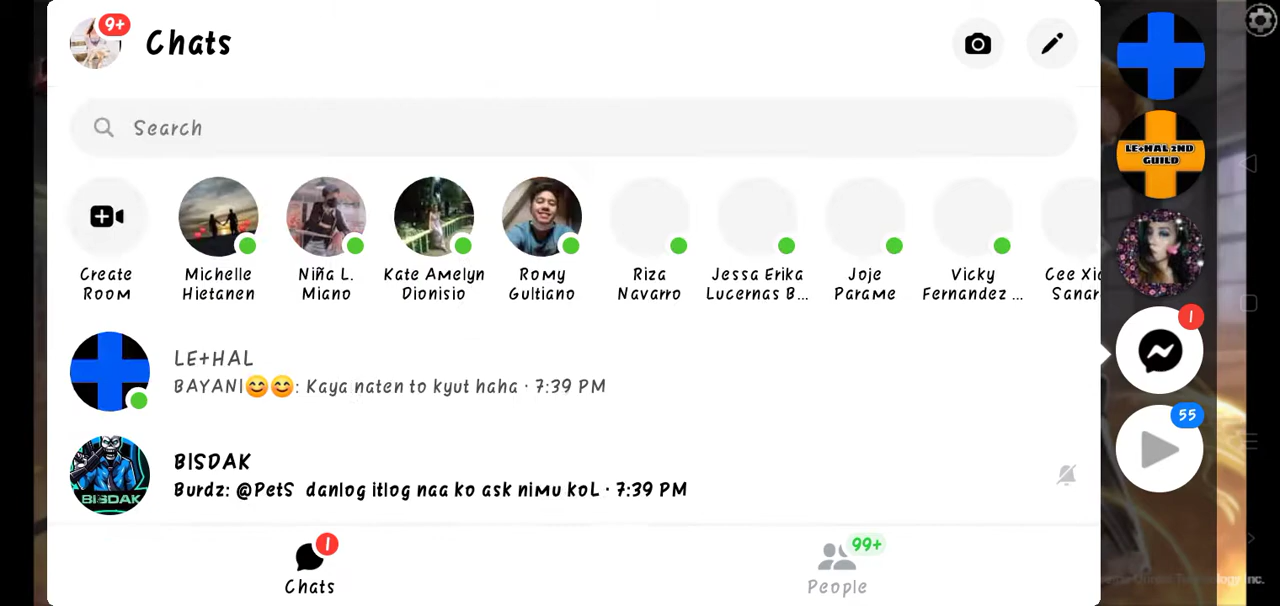 9+
Chats
Search
Create Room
Michelle Hietanen
Niña L. Miano
Kate Amelyn Dionisio
Romy Gultiano
Riza Navarro
Jessa Erika Lucernas B...
Joje Parame
Vicky Fernandez ...
Cee
LE+HAL
BAYANI😊😊: Kaya naten to kyut haha · 7:39 PM
BISDAK
BISDAK
Burdz: @PetS danlog itlog naa ko ask nimu koL · 7:39 PM
1
Chats
99+
People
LE+HAL 2ND
GUILD
1
55
Inc.